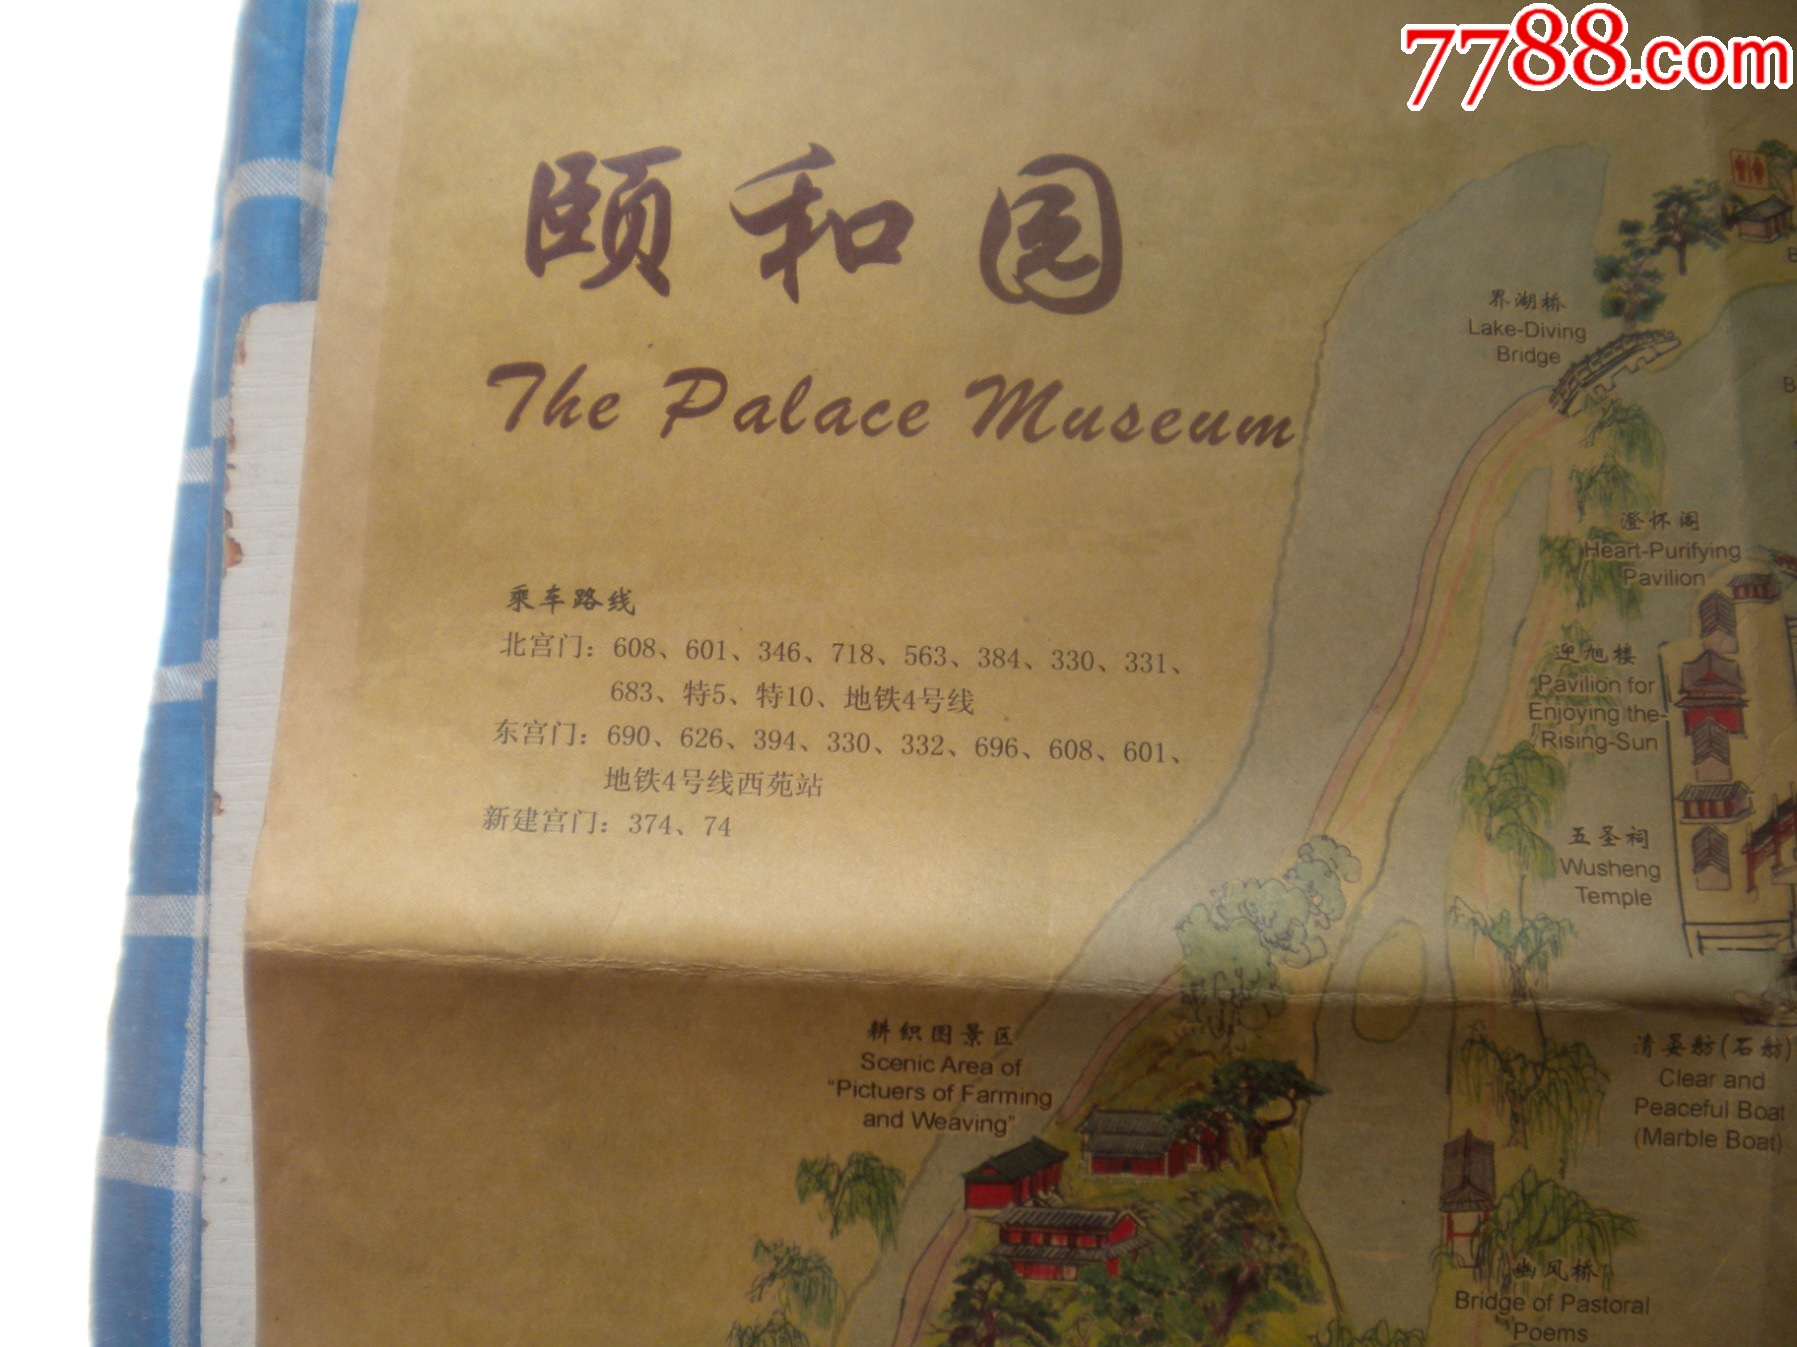 7788.com
颐和园
The Palace Museum
界湖桥
Lake-Diving
Bridge
澄怀阁
Heart-Purifying
Pavilion
乘车路线
北宫门：608、601、346、718、563、384、330、331、
683、特5、特10、地铁4号线
东宫门：690、626、394、330、332、696、608、601、
地铁4号线西苑站
新建宫门：374、74
迎旭楼
Pavilion for
Enjoying the-
Rising-Sun
五圣祠
Wusheng
Temple
耕织图景区
Scenic Area of
“Pictuers of Farming
and Weaving”
清晏舫(石舫)
Clear and
Peaceful Boat
(Marble Boat)
幽风桥
Bridge of Pastoral
Poems